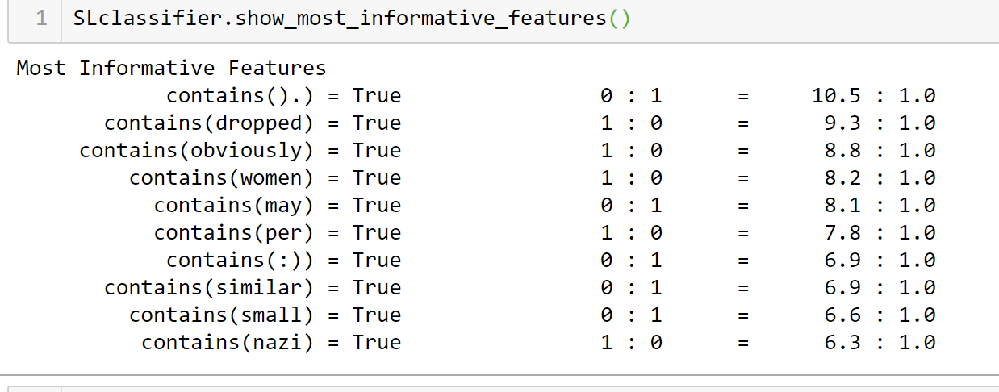 1 SLclassifier.show_most_informative_features()
Most Informative Features
contains().) = True 0 : 1 = 10.5 : 1.0
contains(dropped) = True 1 : 0 = 9.3 : 1.0
contains(obviously) = True 1 : 0 = 8.8 : 1.0
contains(women) = True 1 : 0 = 8.2 : 1.0
contains(may) = True 0 : 1 = 8.1 : 1.0
contains(per) = True 1 : 0 = 7.8 : 1.0
contains(:)) = True 0 : 1 = 6.9 : 1.0
contains(similar) = True 0 : 1 = 6.9 : 1.0
contains(small) = True 0 : 1 = 6.6 : 1.0
contains(nazi) = True 1 : 0 = 6.3 : 1.0